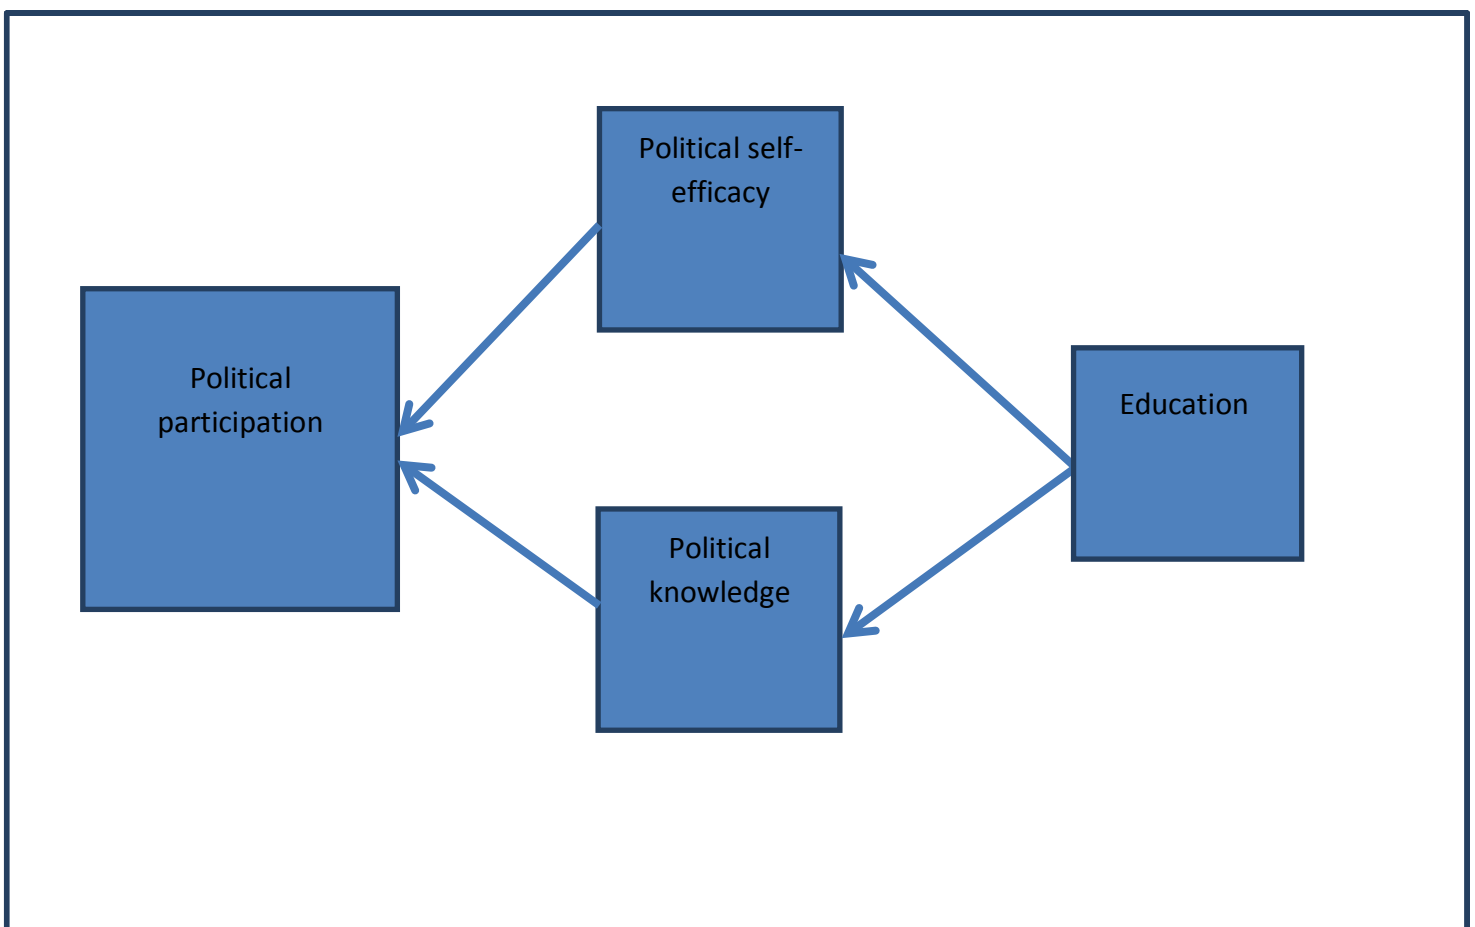 Political self-
efficacy
Political
participation
Education
Political
knowledge